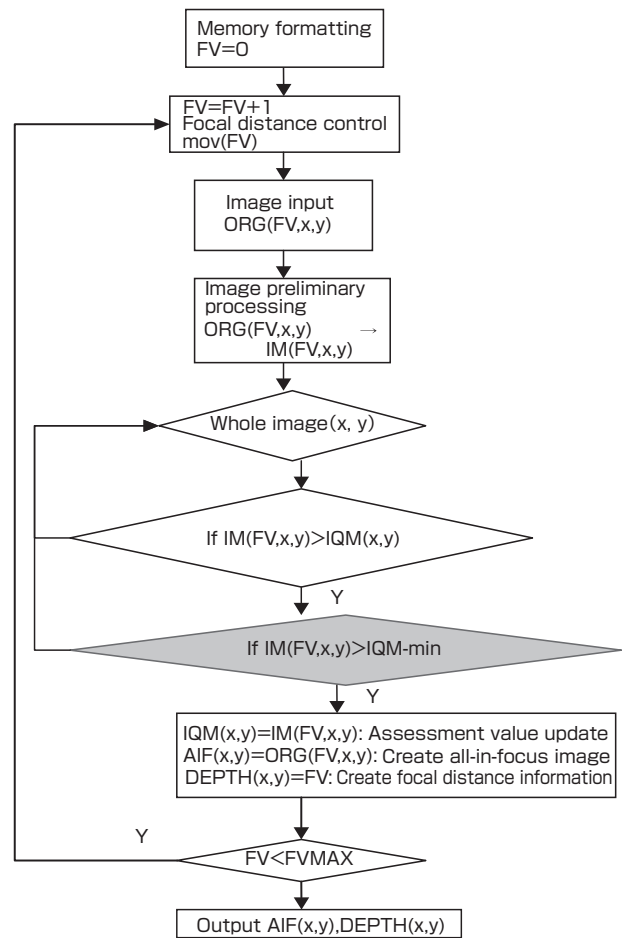 Memory formatting
FV=0
FV=FV+1
Focal distance control
mov(FV)
Image input
ORG(FV,x,y)
Image preliminary
processing
ORG(FV,x,y) →
IM(FV,x,y)
Whole image(x, y)
If IM(FV,x,y)>IQM(x,y)
Y
If IM(FV,x,y)>IQM-min
Y
IQM(x,y)=IM(FV,x,y): Assessment value update
AIF(x,y)=ORG(FV,x,y): Create all-in-focus image
DEPTH(x,y)=FV: Create focal distance information
Y
FV<FVMAX
Output AIF(x,y),DEPTH(x,y)